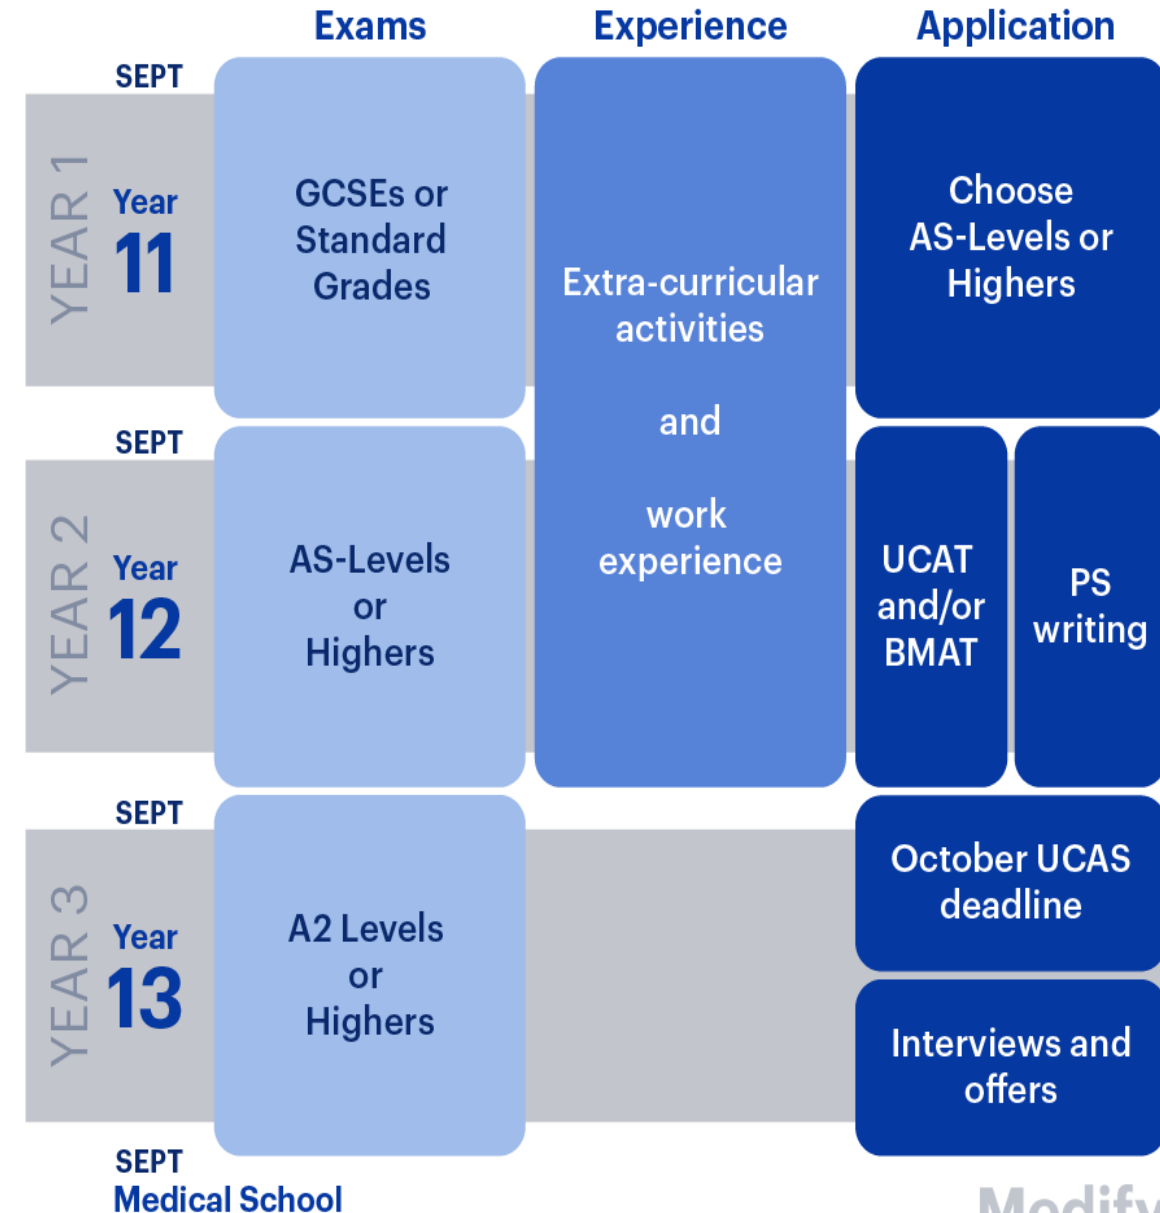 Exams
Experience
Application
SEPT
YEAR 1
Year
11
GCSEs or
Standard
Grades
Extra-curricular
activities
and
work
experience
Choose
AS-Levels or
Highers
SEPT
YEAR 2
Year
12
AS-Levels
or
Highers
UCAT
and/or
BMAT
PS
writing
SEPT
YEAR 3
Year
13
A2 Levels
or
Highers
October UCAS
deadline
Interviews and
offers
SEPT
Medical School
Modify